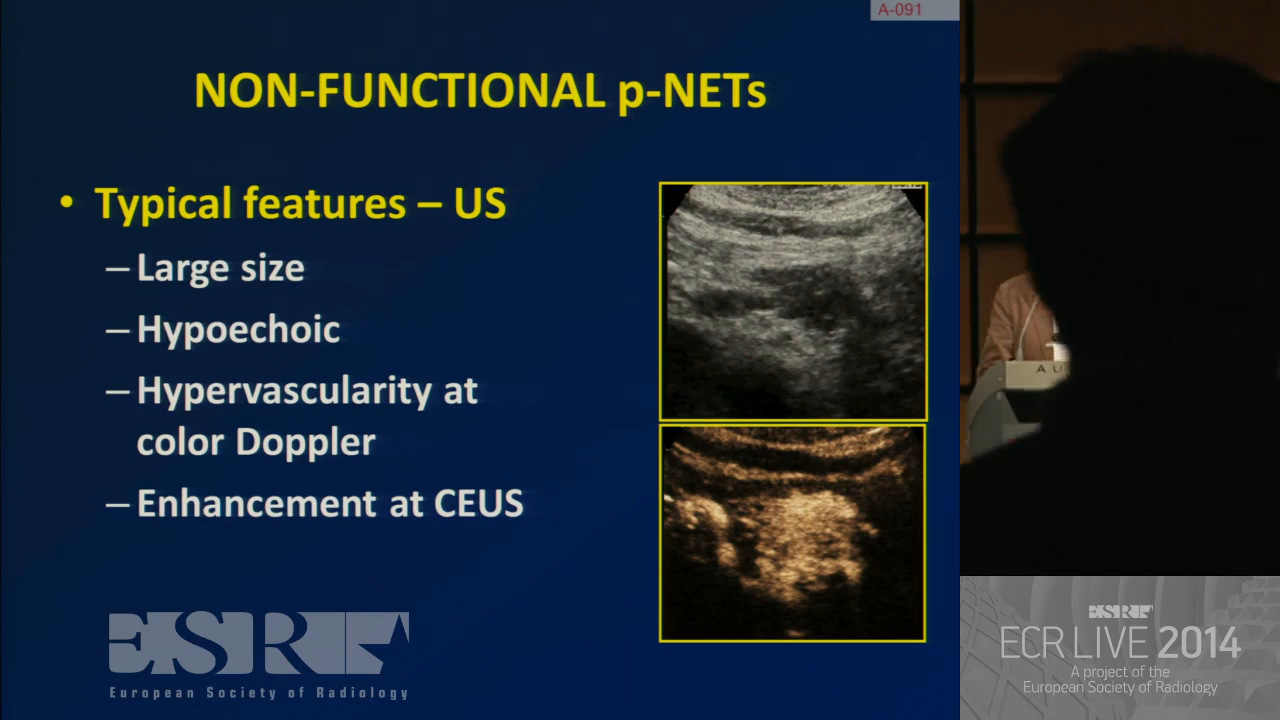 A-091
NON-FUNCTIONAL p-NETs
• Typical features – US
– Large size
– Hypoechoic
– Hypervascularity at
color Doppler
– Enhancement at CEUS
ESR
European Society of Radiology
A U
ESR
ECR LIVE 2014
A project of the
European Society of Radiology